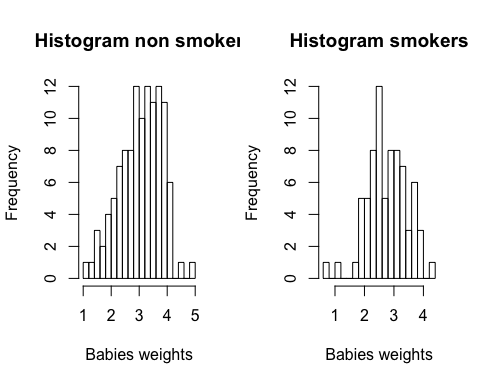 Histogram non smoker
Frequency
0 2 4 6 8 10 12
1 2 3 4 5
Babies weights
Histogram smokers
Frequency
0 2 4 6 8 10 12
1 2 3 4
Babies weights